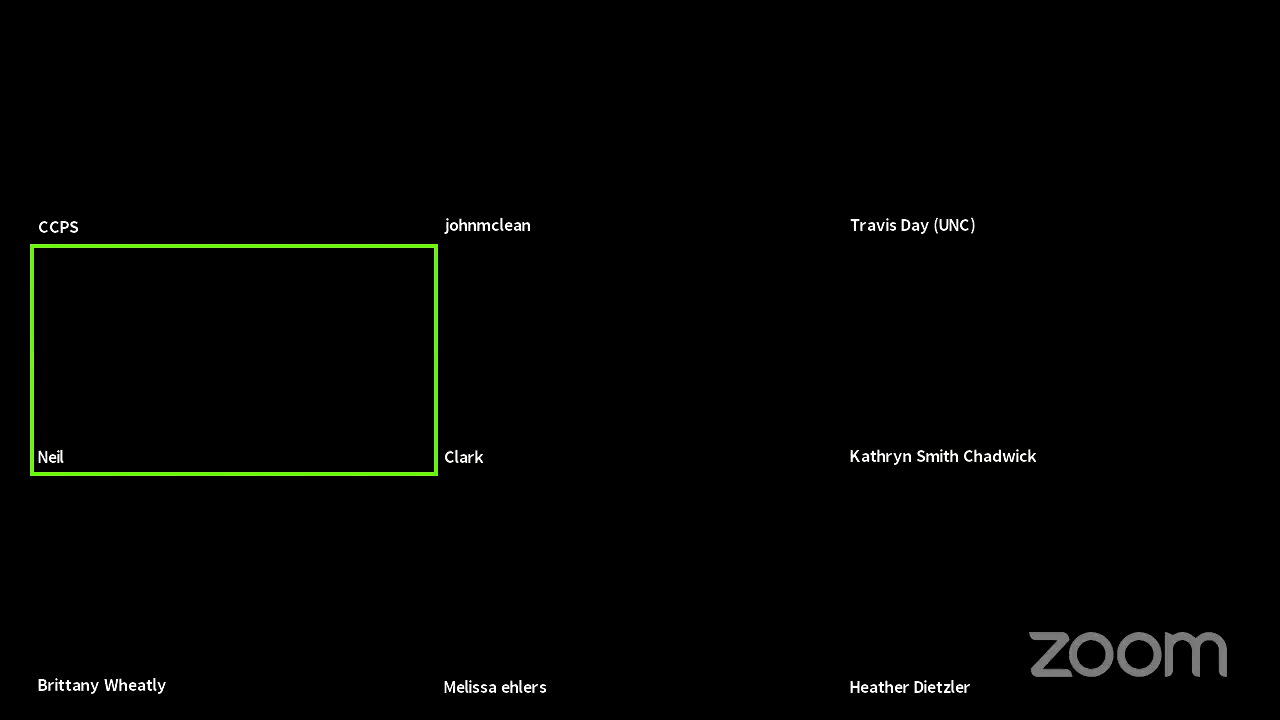 CCPS
johnmclean
Travis Day (UNC)
Neil
Clark
Kathryn Smith Chadwick
Brittany Wheatly
Melissa ehlers
Heather Dietzler
zoom